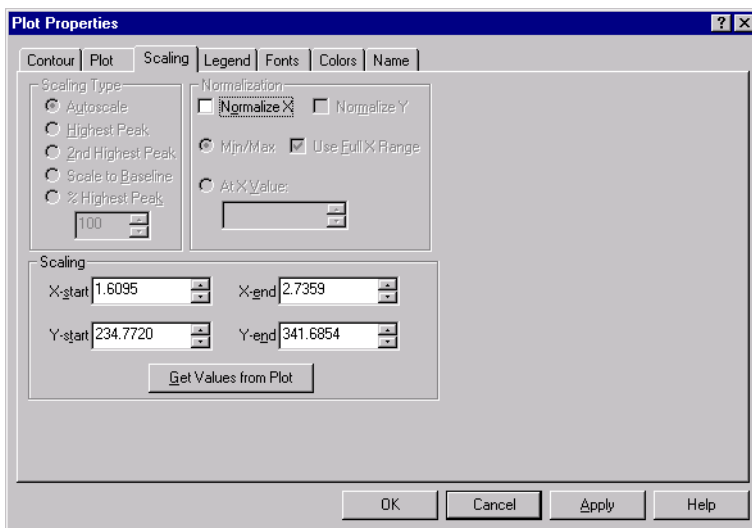 Plot Properties
Contour Plot Scaling Legend Fonts Colors Name
Scaling Type
Autoscale
Highest Peak
2nd Highest Peak
Scale to Baseline
% Highest Peak
100
Normalization
Normalize X Normalize Y
Min/Max Use Full X Range
At X Value:
Scaling
X-start 1.6095 X-end 2.7359
Y-start 234.7720 Y-end 341.6854
Get Values from Plot
OK Cancel Apply Help